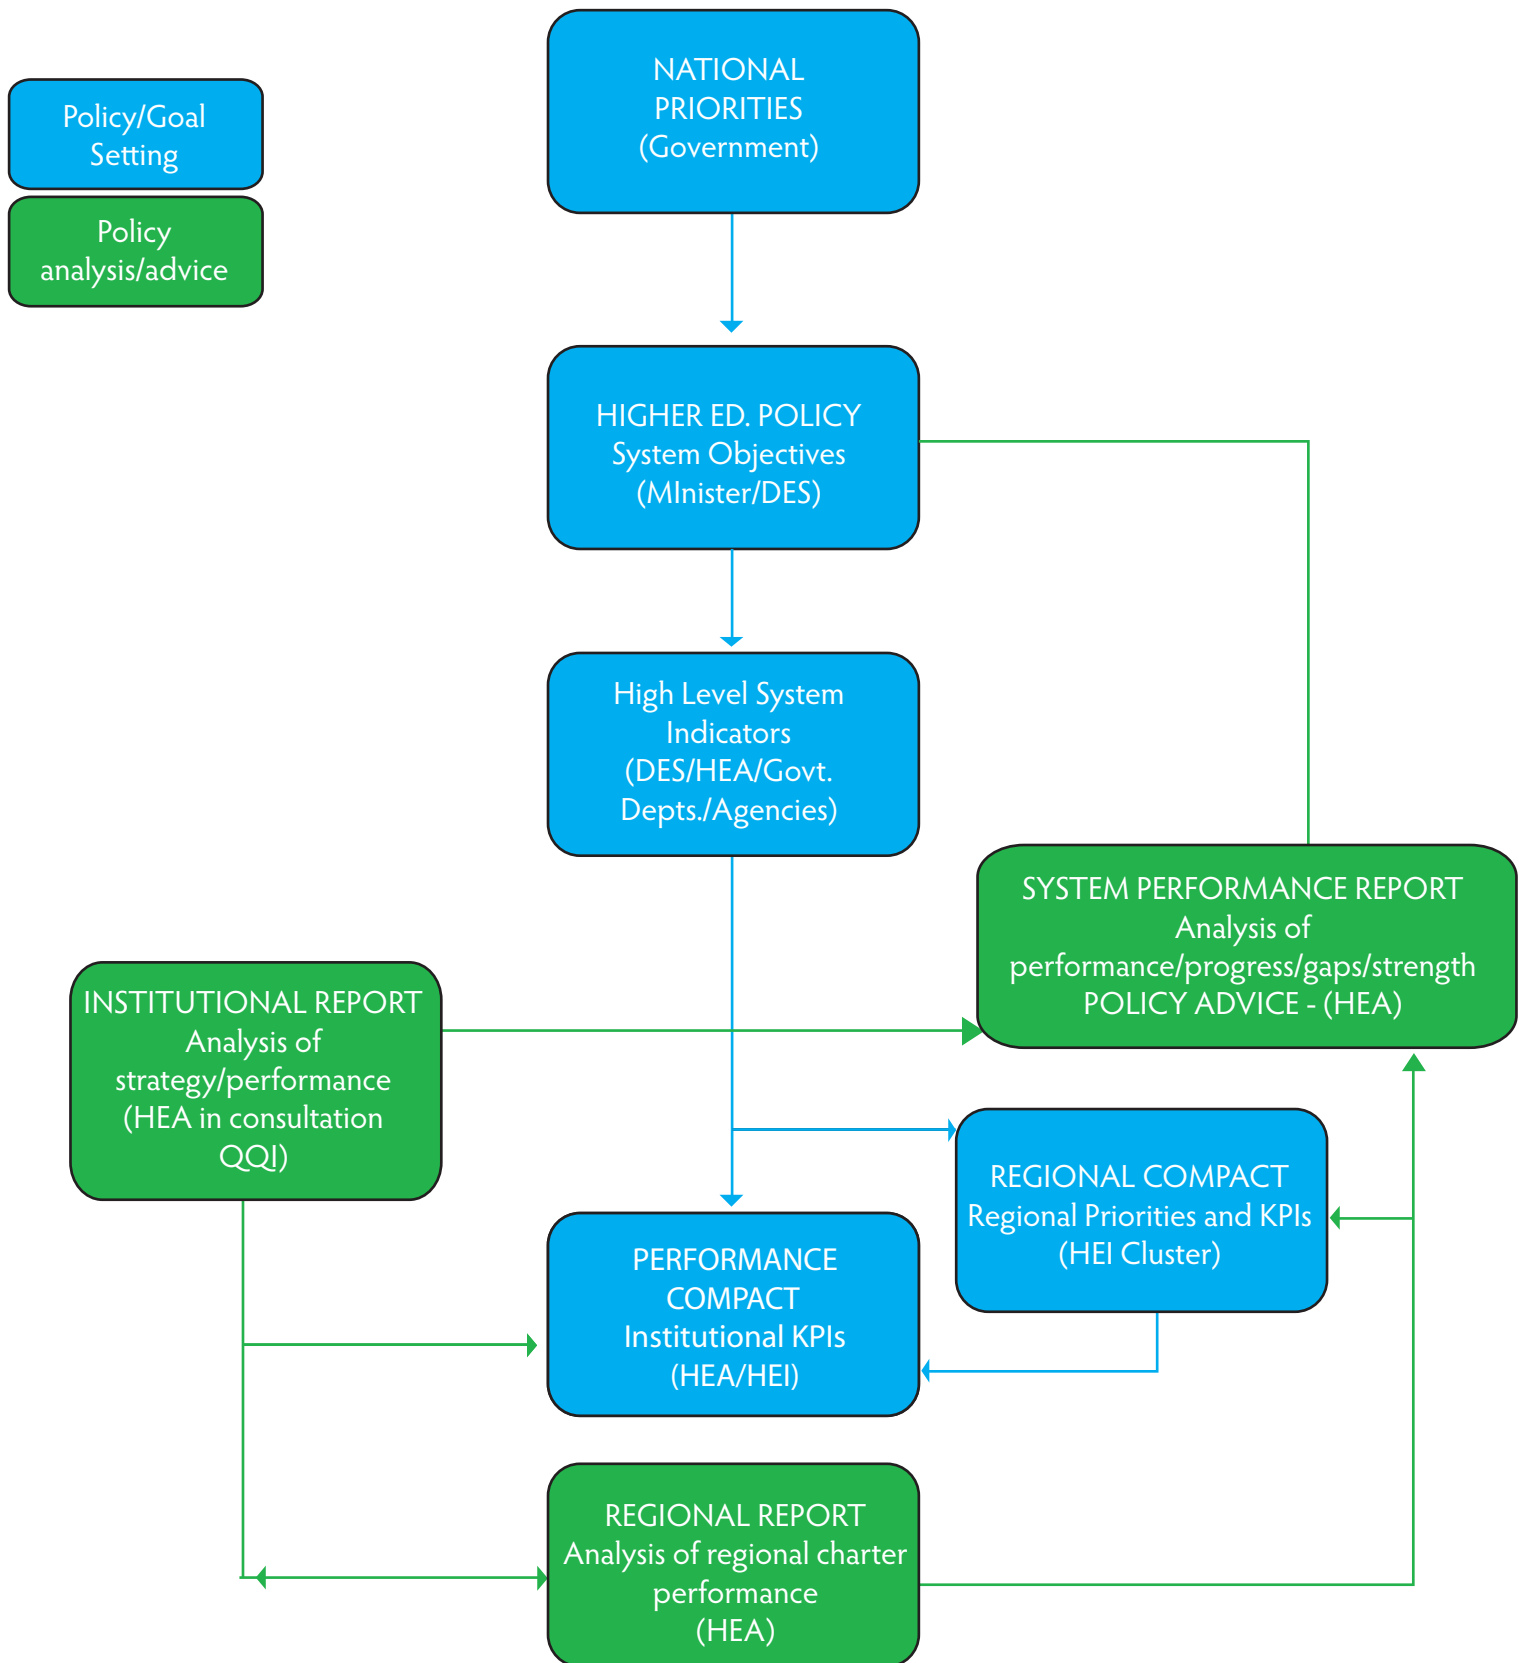 NATIONAL
PRIORITIES
(Government)
Policy/Goal
Setting
Policy
analysis/advice
HIGHER ED. POLICY
System Objectives
(MInister/DES)
High Level System
Indicators
(DES/HEA/Govt.
Depts./Agencies)
SYSTEM PERFORMANCE REPORT
Analysis of
performance/progress/gaps/strength
POLICY ADVICE - (HEA)
INSTITUTIONAL REPORT
Analysis of
strategy/performance
(HEA in consultation
QQI)
REGIONAL COMPACT
Regional Priorities and KPIs
(HEI Cluster)
PERFORMANCE
COMPACT
Institutional KPIs
(HEA/HEI)
REGIONAL REPORT
Analysis of regional charter
performance
(HEA)